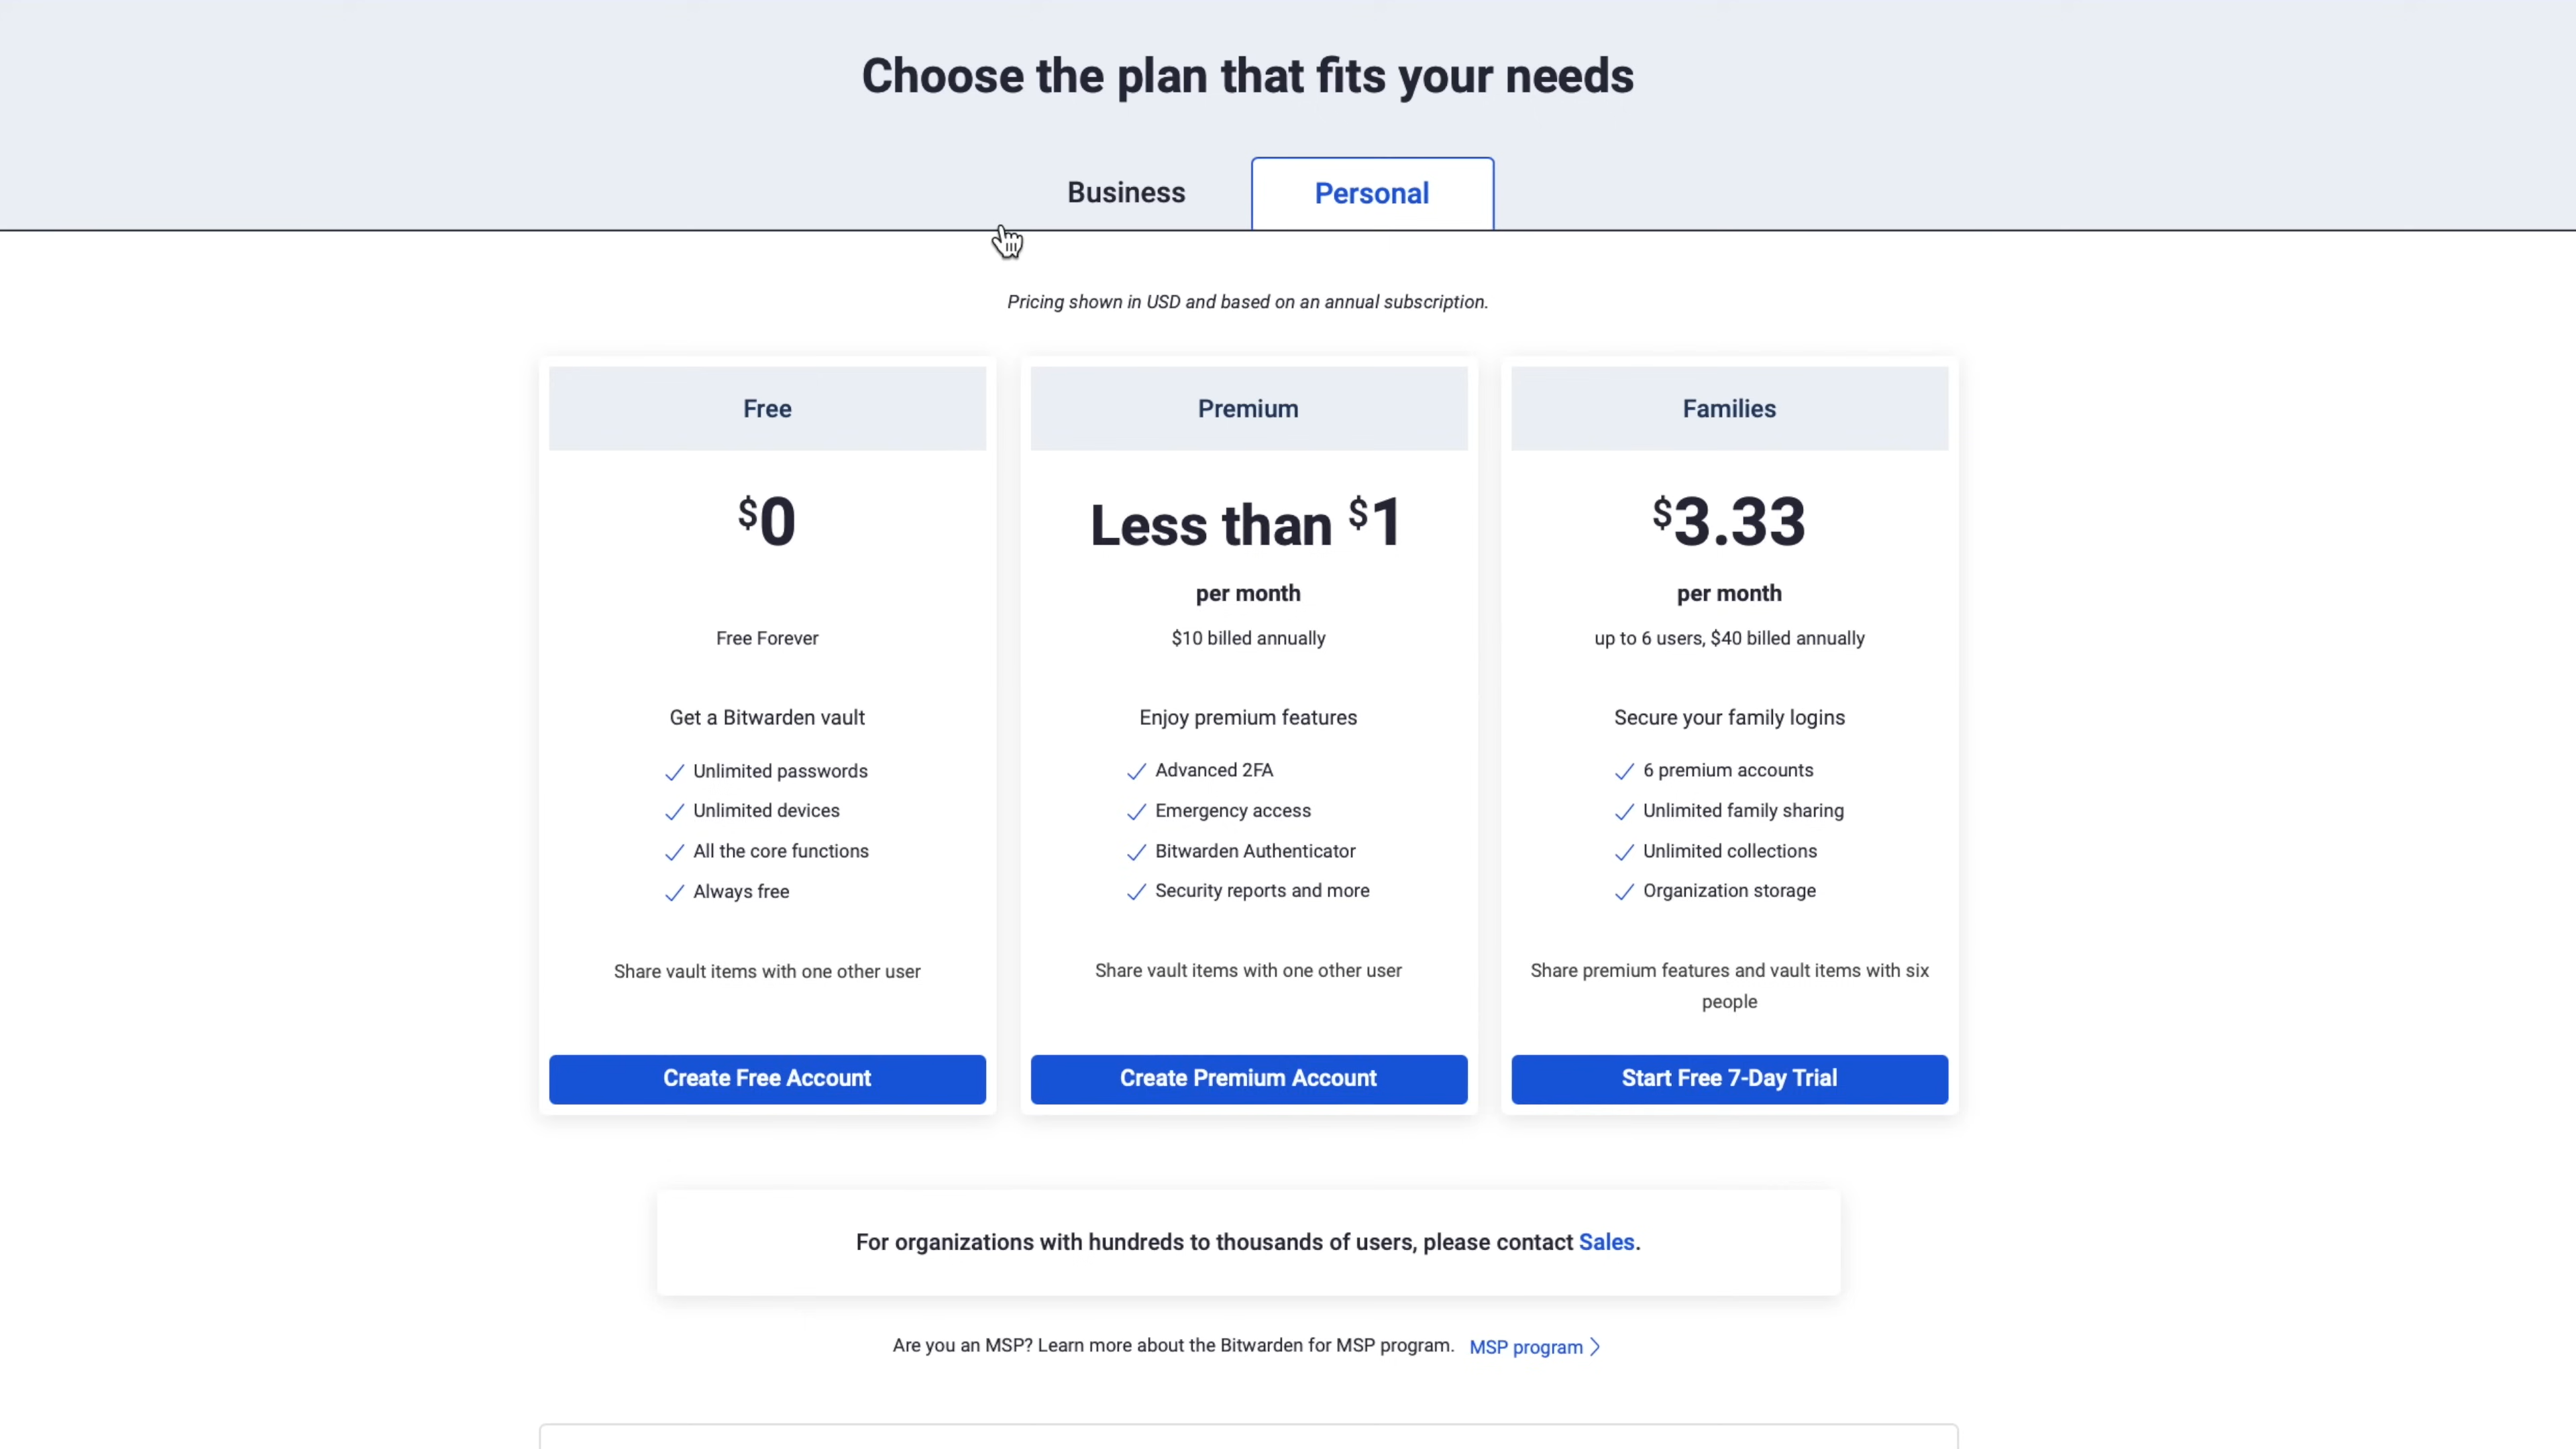 Choose the plan that fits your needs
Business
Personal
Pricing shown in USD and based on an annual subscription.
Free
$0
Free Forever
Get a Bitwarden vault
Unlimited passwords
Unlimited devices
All the core functions
Always free
Share vault items with one other user
Create Free Account
Premium
Less than $1
per month
$10 billed annually
Enjoy premium features
Advanced 2FA
Emergency access
Bitwarden Authenticator
Security reports and more
Share vault items with one other user
Create Premium Account
Families
$3.33
per month
up to 6 users, $40 billed annually
Secure your family logins
6 premium accounts
Unlimited family sharing
Unlimited collections
Organization storage
Share premium features and vault items with six
people
Start Free 7-Day Trial
For organizations with hundreds to thousands of users, please contact Sales.
Are you an MSP? Learn more about the Bitwarden for MSP program. MSP program